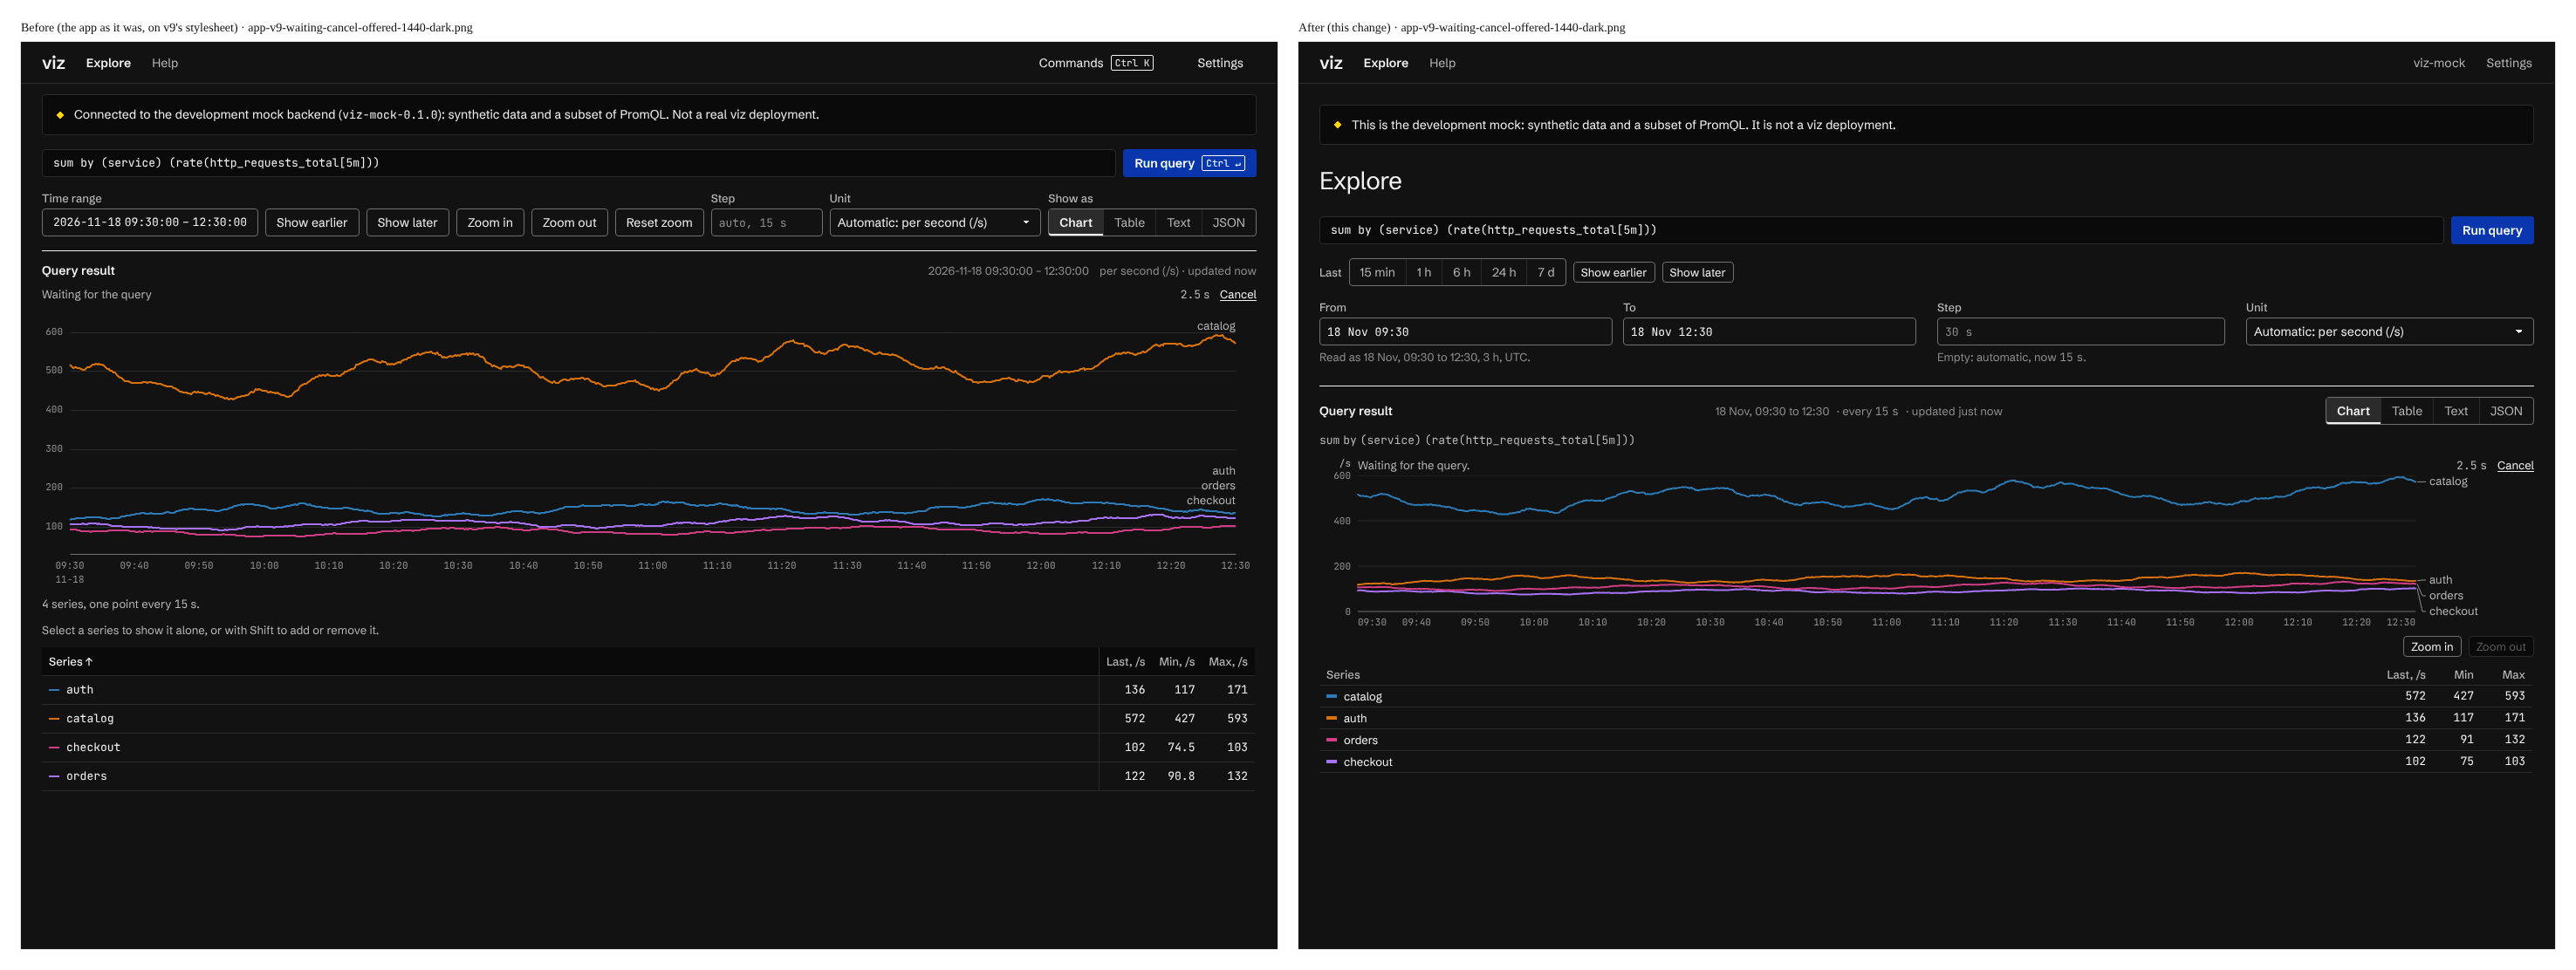 Before (the app as it was, on v9's stylesheet) · app-v9-waiting-cancel-offered-1440-dark.png
viz Explore Help Commands Ctrl K Settings
Connected to the development mock backend (viz-mock-0.1.0): synthetic data and a subset of PromQL. Not a real viz deployment.
sum by (service) (rate(http_requests_total[5m])) Run query Ctrl ↵
Time range Step Unit Show as
2026-11-18 09:30:00 – 12:30:00 Show earlier Show later Zoom in Zoom out Reset zoom auto, 15 s Automatic: per second (/s) Chart Table Text JSON
Query result 2026-11-18 09:30:00 – 12:30:00 per second (/s) · updated now
Waiting for the query 2.5 s Cancel
catalog
600
500
400
300
auth
200 orders
checkout
100
09:30 09:40 09:50 10:00 10:10 10:20 10:30 10:40 10:50 11:00 11:10 11:20 11:30 11:40 11:50 12:00 12:10 12:20 12:30
11-18
4 series, one point every 15 s.
Select a series to show it alone, or with Shift to add or remove it.
Series ↑ Last, /s Min, /s Max, /s
auth 136 117 171
catalog 572 427 593
checkout 102 74.5 103
orders 122 90.8 132
After (this change) · app-v9-waiting-cancel-offered-1440-dark.png
viz Explore Help viz-mock Settings
This is the development mock: synthetic data and a subset of PromQL. It is not a viz deployment.
Explore
sum by (service) (rate(http_requests_total[5m])) Run query
Last 15 min 1 h 6 h 24 h 7 d Show earlier Show later
From To Step Unit
18 Nov 09:30 18 Nov 12:30 30 s Automatic: per second (/s)
Read as 18 Nov, 09:30 to 12:30, 3 h, UTC. Empty: automatic, now 15 s.
Query result 18 Nov, 09:30 to 12:30 · every 15 s · updated just now Chart Table Text JSON
sum by (service) (rate(http_requests_total[5m]))
/s Waiting for the query. 2.5 s Cancel
600
catalog
400
200
auth
orders
0 checkout
09:30 09:40 09:50 10:00 10:10 10:20 10:30 10:40 10:50 11:00 11:10 11:20 11:30 11:40 11:50 12:00 12:10 12:20 12:30
Zoom in Zoom out
Series Last, /s Min Max
catalog 572 427 593
auth 136 117 171
orders 122 91 132
checkout 102 75 103